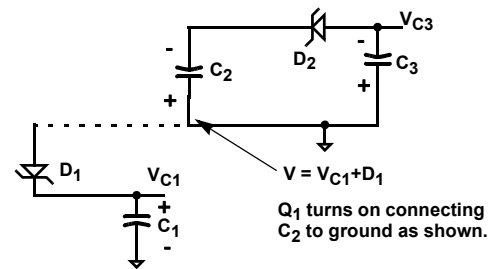 VC3
-
-
D2
C2
C3
+
+
D1
VC1
V = VC1+D1
+
C1
-
Q1 turns on connecting
C2 to ground as shown.